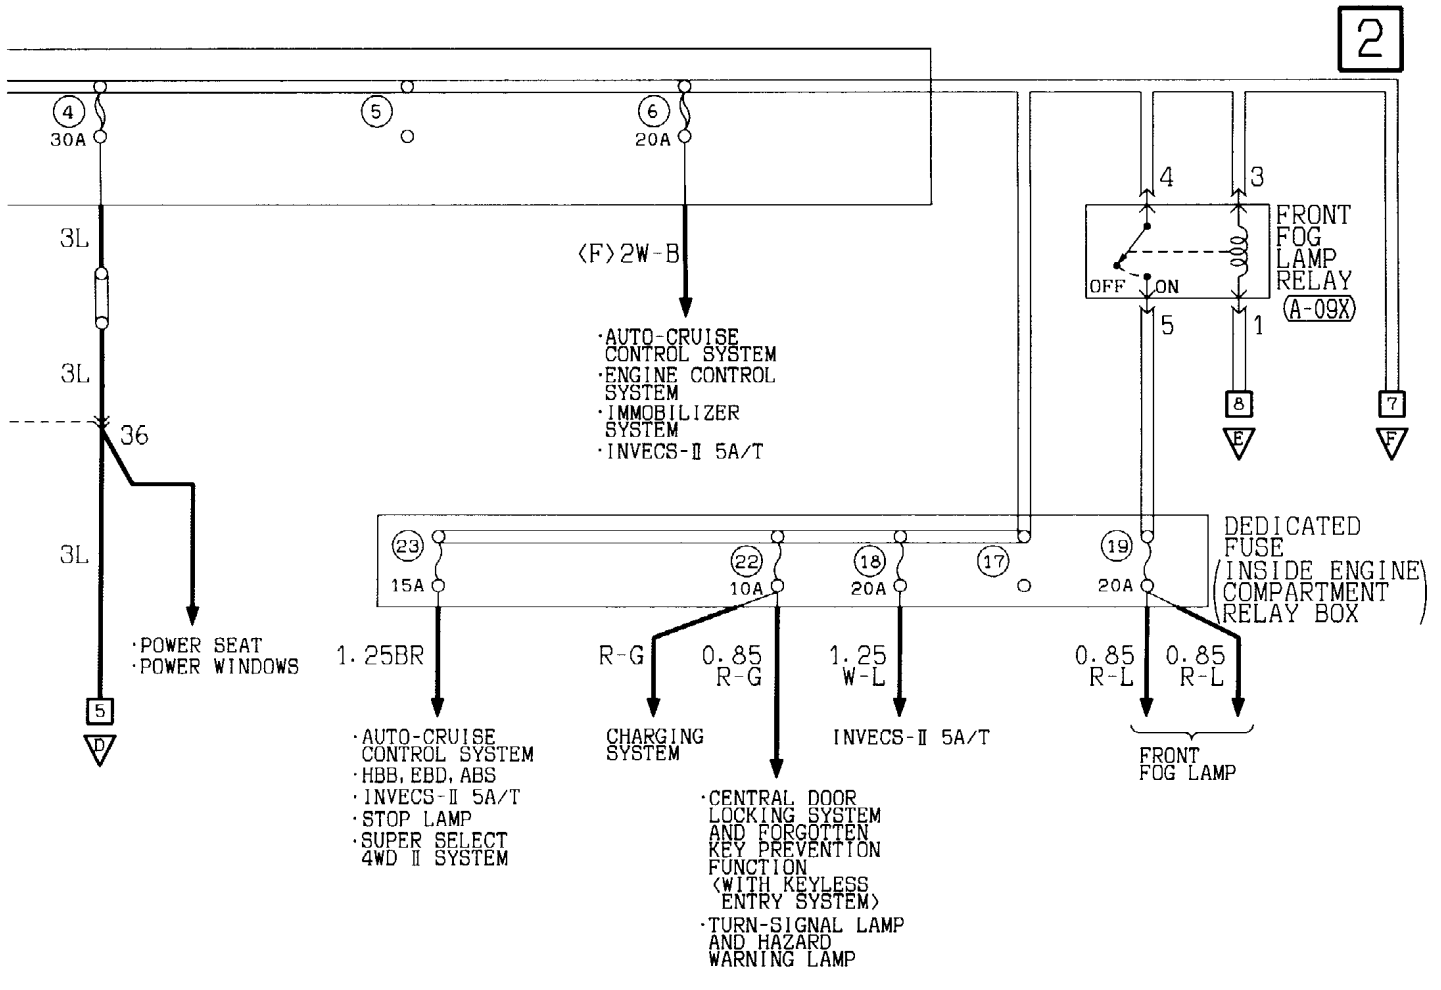 2
4
30A
5
6
20A
3L
〈F〉2W-B
4
3
FRONT
FOG
LAMP
RELAY
(A-09X)
OFF
ON
5
1
·AUTO-CRUISE
CONTROL SYSTEM
·ENGINE CONTROL
SYSTEM
·IMMOBILIZER
SYSTEM
·INVECS-Ⅱ 5A/T
3L
36
8
E
7
F
3L
23
15A
22
10A
18
20A
17
19
20A
DEDICATED
FUSE
(INSIDE ENGINE
COMPARTMENT
RELAY BOX)
·POWER SEAT
·POWER WINDOWS
5
D
1.25BR
R-G
0.85
R-G
1.25
W-L
0.85
R-L
0.85
R-L
·AUTO-CRUISE
CONTROL SYSTEM
·HBB, EBD, ABS
·INVECS-Ⅱ 5A/T
·STOP LAMP
·SUPER SELECT
4WD Ⅱ SYSTEM
CHARGING
SYSTEM
·CENTRAL DOOR
LOCKING SYSTEM
AND FORGOTTEN
KEY PREVENTION
FUNCTION
〈WITH KEYLESS
ENTRY SYSTEM〉
·TURN-SIGNAL LAMP
AND HAZARD
WARNING LAMP
INVECS-Ⅱ 5A/T
FRONT
FOG LAMP